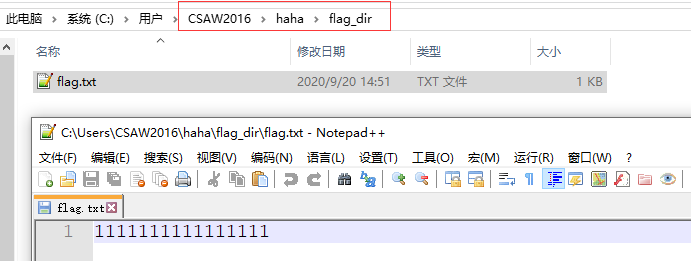 此电脑 › 系统 (C:) › 用户 › CSAW2016 › haha › flag_dir
名称 修改日期 类型 大小
flag.txt 2020/9/20 14:51 TXT 文件 1 KB
C:\Users\CSAW2016\haha\flag_dir\flag.txt - Notepad++
文件(F) 编辑(E) 搜索(S) 视图(V) 编码(N) 语言(L) 设置(T) 工具(O) 宏(M) 运行(R) 窗口(W) ?
flag.txt
1 11111111111111111